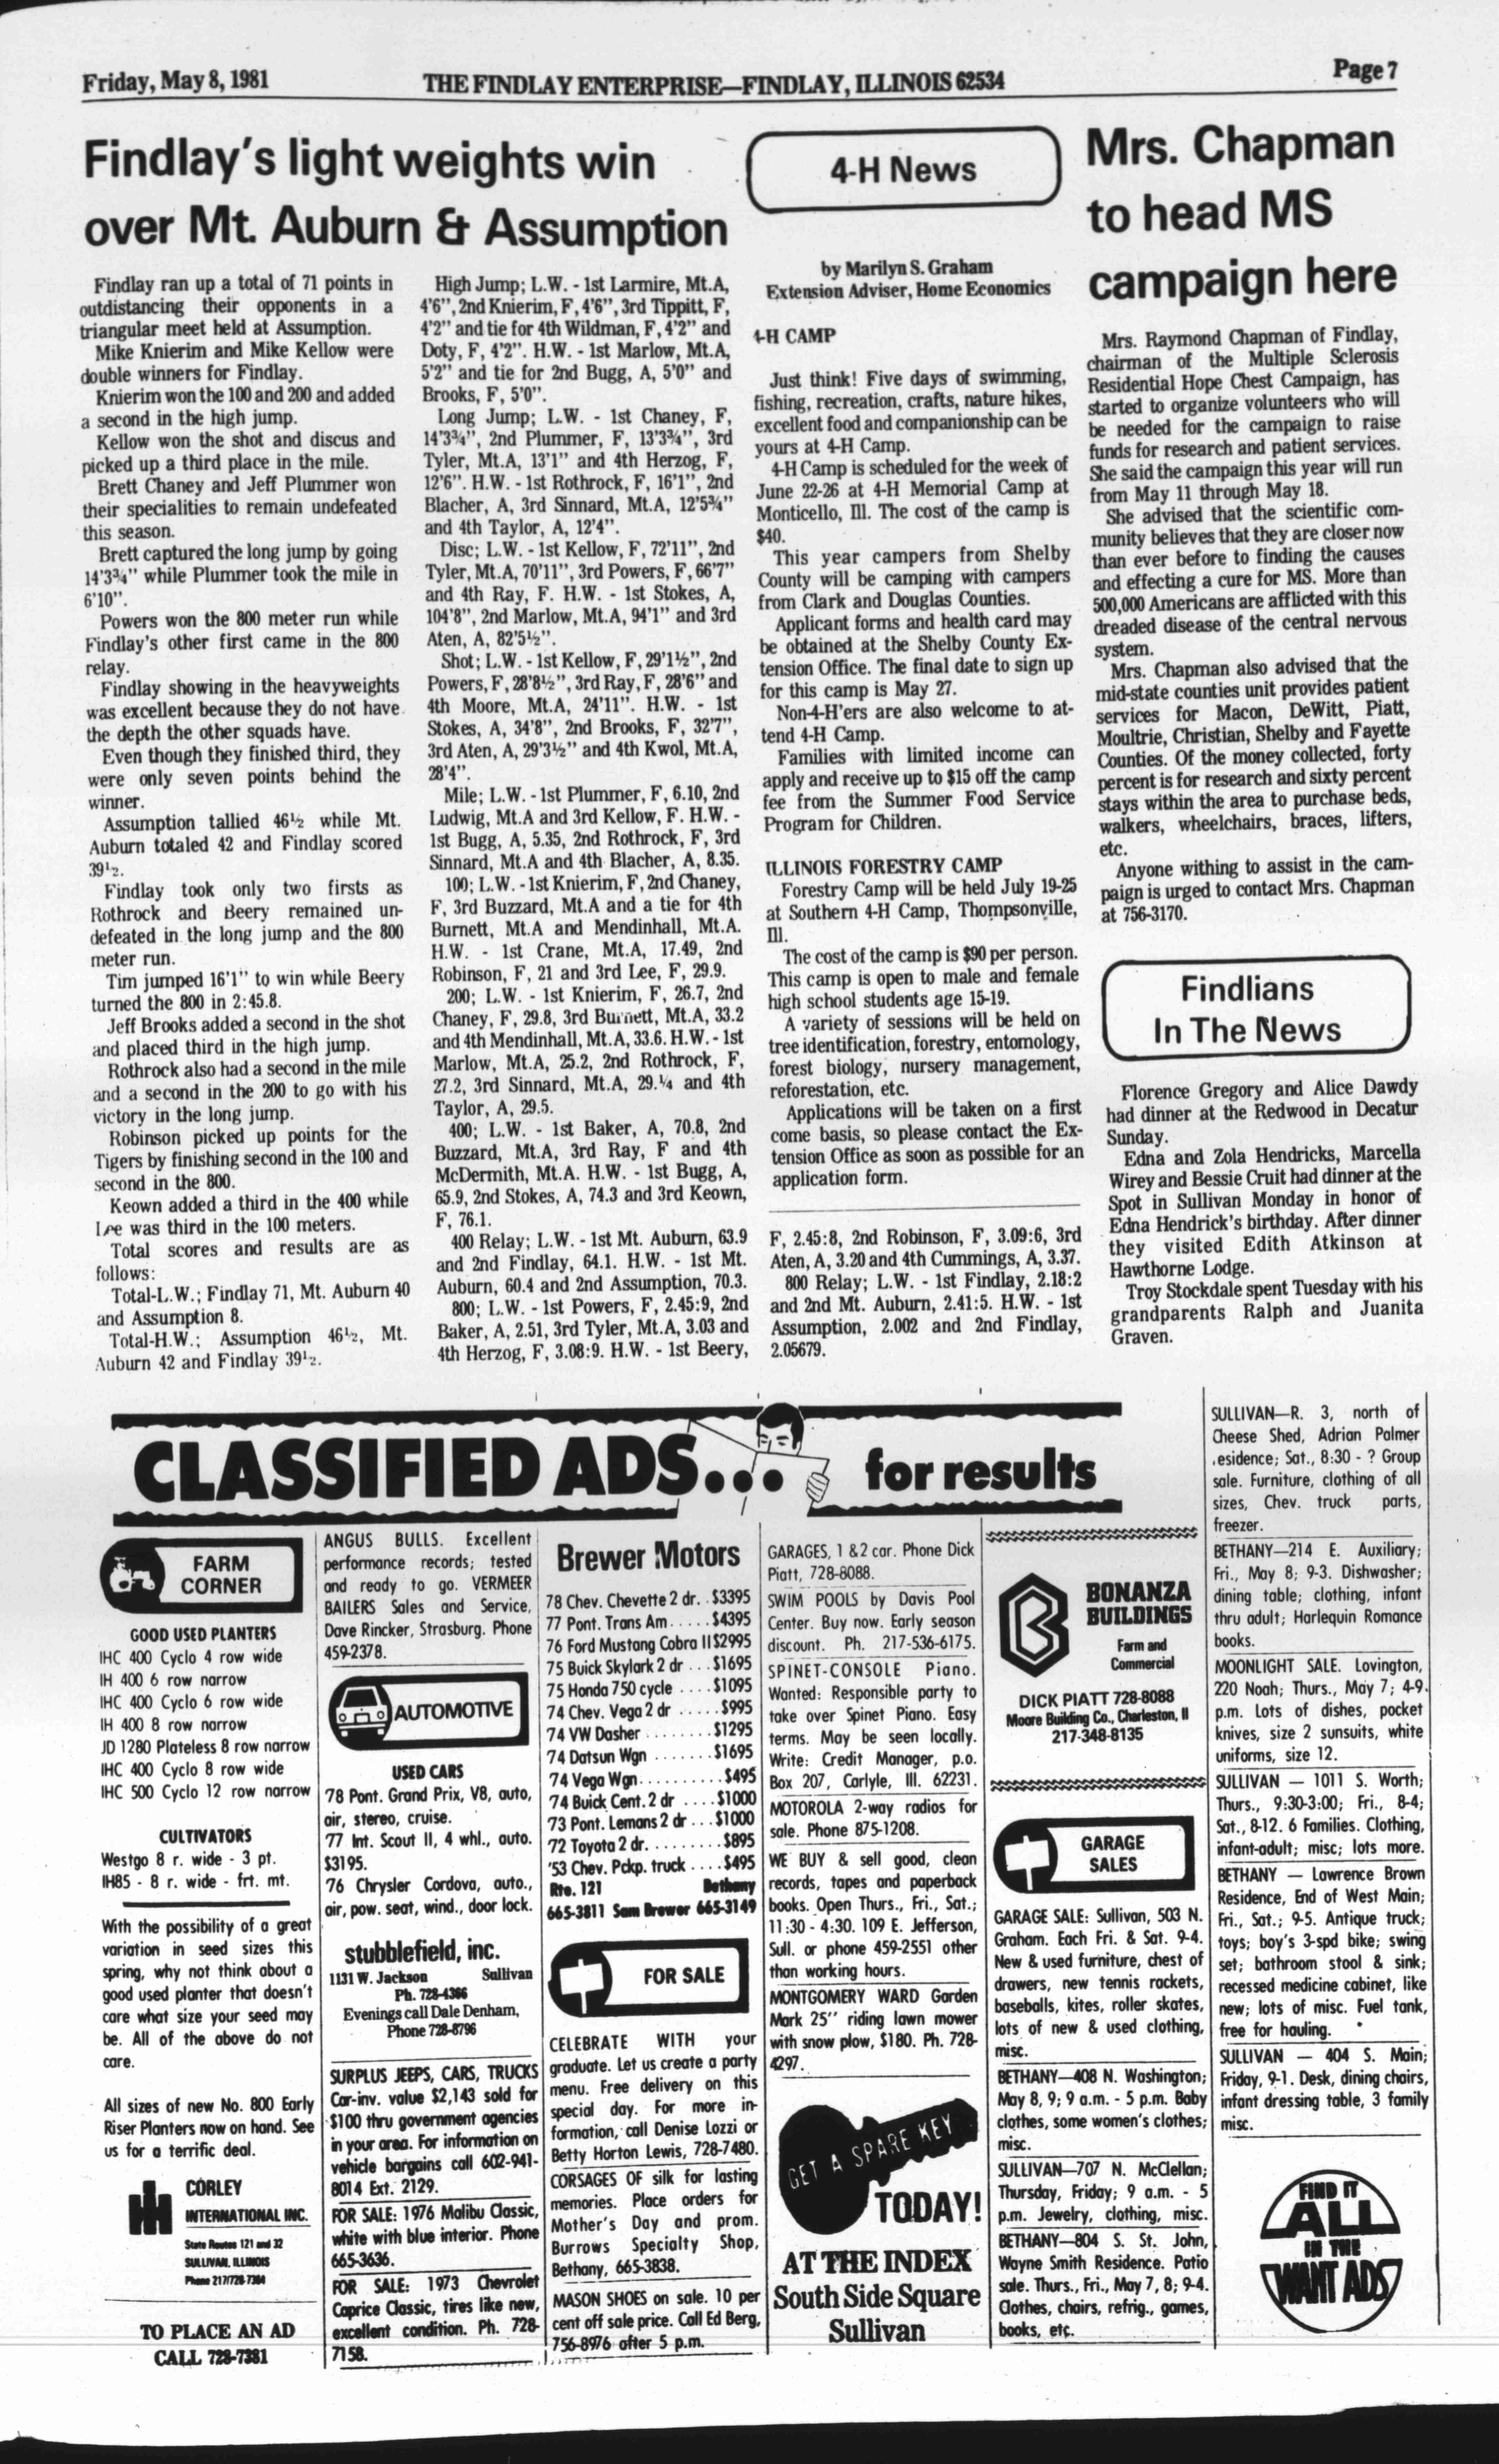 Friday, May 8, 1981
THE FINDLAY ENTERPRISE—FINDLAY, ILLINOIS 62534
Page 7
Findlay's light weights win
over Mt. Auburn & Assumption
Findlay ran up a total of 71 points in
outdistancing their opponents in a
triangular meet held at Assumption.
Mike Knierim and Mike Kellow were
double winners for Findlay.
Knierim won the 100 and 200 and added
a second in the high jump.
Kellow won the shot and discus and
picked up a third place in the mile.
Brett Chaney and Jeff Plummer won
their specialities to remain undefeated
this season.
Brett captured the long jump by going
14'3¾" while Plummer took the mile in
6'10".
Powers won the 800 meter run while
Findlay's other first came in the 800
relay.
Findlay showing in the heavyweights
was excellent because they do not have
the depth the other squads have.
Even though they finished third, they
were only seven points behind the
winner.
Assumption tallied 46½ while Mt.
Auburn totaled 42 and Findlay scored
39½.
Findlay took only two firsts as
Rothrock and Beery remained un-
defeated in the long jump and the 800
meter run.
Tim jumped 16'1" to win while Beery
turned the 800 in 2:45.8.
Jeff Brooks added a second in the shot
and placed third in the high jump.
Rothrock also had a second in the mile
and a second in the 200 to go with his
victory in the long jump.
Robinson picked up points for the
Tigers by finishing second in the 100 and
second in the 800.
Keown added a third in the 400 while
Lee was third in the 100 meters.
Total scores and results are as
follows:
Total-L.W.; Findlay 71, Mt. Auburn 40
and Assumption 8.
Total-H.W.; Assumption 46½, Mt.
Auburn 42 and Findlay 39½.
High Jump; L.W. - 1st Larmire, Mt.A,
4'6", 2nd Knierim, F, 4'6", 3rd Tippitt, F,
4'2" and tie for 4th Wildman, F, 4'2" and
Doty, F, 4'2". H.W. - 1st Marlow, Mt.A,
5'2" and tie for 2nd Bugg, A, 5'0" and
Brooks, F, 5'0".
Long Jump; L.W. - 1st Chaney, F,
14'3¾", 2nd Plummer, F, 13'3¾", 3rd
Tyler, Mt.A, 13'1" and 4th Herzog, F,
12'6". H.W. - 1st Rothrock, F, 16'1", 2nd
Blacher, A, 3rd Sinnard, Mt.A, 12'5¾"
and 4th Taylor, A, 12'4".
Disc; L.W. - 1st Kellow, F, 72'11", 2nd
Tyler, Mt.A, 70'11", 3rd Powers, F, 66'7"
and 4th Ray, F. H.W. - 1st Stokes, A,
104'8", 2nd Marlow, Mt.A, 94'1" and 3rd
Aten, A, 82'5½".
Shot; L.W. - 1st Kellow, F, 29'1½", 2nd
Powers, F, 28'8½", 3rd Ray, F, 28'6" and
4th Moore, Mt.A, 24'11". H.W. - 1st
Stokes, A, 34'8", 2nd Brooks, F, 32'7",
3rd Aten, A, 29'3½" and 4th Kwol, Mt.A,
28'4".
Mile; L.W. - 1st Plummer, F, 6.10, 2nd
Ludwig, Mt.A and 3rd Kellow, F. H.W. -
1st Bugg, A, 5.35, 2nd Rothrock, F, 3rd
Sinnard, Mt.A and 4th Blacher, A, 8.35.
100; L.W. - 1st Knierim, F, 2nd Chaney,
F, 3rd Buzzard, Mt.A and a tie for 4th
Burnett, Mt.A and Mendinhall, Mt.A.
H.W. - 1st Crane, Mt.A, 17.49, 2nd
Robinson, F, 21 and 3rd Lee, F, 29.9.
200; L.W. - 1st Knierim, F, 26.7, 2nd
Chaney, F, 29.8, 3rd Burnett, Mt.A, 33.2
and 4th Mendinhall, Mt.A, 33.6. H.W. - 1st
Marlow, Mt.A, 25.2, 2nd Rothrock, F,
27.2, 3rd Sinnard, Mt.A, 29.¼ and 4th
Taylor, A, 29.5.
400; L.W. - 1st Baker, A, 70.8, 2nd
Buzzard, Mt.A, 3rd Ray, F and 4th
McDermith, Mt.A. H.W. - 1st Bugg, A,
65.9, 2nd Stokes, A, 74.3 and 3rd Keown,
F, 76.1.
400 Relay; L.W. - 1st Mt. Auburn, 63.9
and 2nd Findlay, 64.1. H.W. - 1st Mt.
Auburn, 60.4 and 2nd Assumption, 70.3.
800; L.W. - 1st Powers, F, 2.45:9, 2nd
Baker, A, 2.51, 3rd Tyler, Mt.A, 3.03 and
4th Herzog, F, 3.08:9. H.W. - 1st Beery,
F, 2.45:8, 2nd Robinson, F, 3.09:6, 3rd
Aten, A, 3.20 and 4th Cummings, A, 3.37.
800 Relay; L.W. - 1st Findlay, 2.18:2
and 2nd Mt. Auburn, 2.41:5. H.W. - 1st
Assumption, 2.002 and 2nd Findlay,
2.05679.
4-H News
by Marilyn S. Graham
Extension Adviser, Home Economics
4-H CAMP
Just think! Five days of swimming,
fishing, recreation, crafts, nature hikes,
excellent food and companionship can be
yours at 4-H Camp.
4-H Camp is scheduled for the week of
June 22-26 at 4-H Memorial Camp at
Monticello, Ill. The cost of the camp is
$40.
This year campers from Shelby
County will be camping with campers
from Clark and Douglas Counties.
Applicant forms and health card may
be obtained at the Shelby County Ex-
tension Office. The final date to sign up
for this camp is May 27.
Non-4-H'ers are also welcome to at-
tend 4-H Camp.
Families with limited income can
apply and receive up to $15 off the camp
fee from the Summer Food Service
Program for Children.
ILLINOIS FORESTRY CAMP
Forestry Camp will be held July 19-25
at Southern 4-H Camp, Thompsonville,
Ill.
The cost of the camp is $90 per person.
This camp is open to male and female
high school students age 15-19.
A variety of sessions will be held on
tree identification, forestry, entomology,
forest biology, nursery management,
reforestation, etc.
Applications will be taken on a first
come basis, so please contact the Ex-
tension Office as soon as possible for an
application form.
Mrs. Chapman
to head MS
campaign here
Mrs. Raymond Chapman of Findlay,
chairman of the Multiple Sclerosis
Residential Hope Chest Campaign, has
started to organize volunteers who will
be needed for the campaign to raise
funds for research and patient services.
She said the campaign this year will run
from May 11 through May 18.
She advised that the scientific com-
munity believes that they are closer now
than ever before to finding the causes
and effecting a cure for MS. More than
500,000 Americans are afflicted with this
dreaded disease of the central nervous
system.
Mrs. Chapman also advised that the
mid-state counties unit provides patient
services for Macon, DeWitt, Piatt,
Moultrie, Christian, Shelby and Fayette
Counties. Of the money collected, forty
percent is for research and sixty percent
stays within the area to purchase beds,
walkers, wheelchairs, braces, lifters,
etc.
Anyone withing to assist in the cam-
paign is urged to contact Mrs. Chapman
at 756-3170.
Findlians
In The News
Florence Gregory and Alice Dawdy
had dinner at the Redwood in Decatur
Sunday.
Edna and Zola Hendricks, Marcella
Wirey and Bessie Cruit had dinner at the
Spot in Sullivan Monday in honor of
Edna Hendrick's birthday. After dinner
they visited Edith Atkinson at
Hawthorne Lodge.
Troy Stockdale spent Tuesday with his
grandparents Ralph and Juanita
Graven.
CLASSIFIED ADS... for results
FARM
CORNER
GOOD USED PLANTERS
IHC 400 Cyclo 4 row wide
IH 400 6 row narrow
IHC 400 Cyclo 6 row wide
IH 400 8 row narrow
JD 1280 Plateless 8 row narrow
IHC 400 Cyclo 8 row wide
IHC 500 Cyclo 12 row narrow
CULTIVATORS
Westgo 8 r. wide - 3 pt.
IH85 - 8 r. wide - frt. mt.
With the possibility of a great
variation in seed sizes this
spring, why not think about a
good used planter that doesn't
care what size your seed may
be. All of the above do not
care.
All sizes of new No. 800 Early
Riser Planters now on hand. See
us for a terrific deal.
CORLEY
INTERNATIONAL INC.
State Routes 121 and 32
SULLIVAN, ILLINOIS
Phone 217/728-7384
TO PLACE AN AD
CALL 728-7381
ANGUS BULLS. Excellent
performance records; tested
and ready to go. VERMEER
BAILERS Sales and Service,
Dave Rincker, Strasburg. Phone
459-2378.
AUTOMOTIVE
USED CARS
78 Pont. Grand Prix, V8, auto,
air, stereo, cruise.
'77 Int. Scout II, 4 whl., auto.
$3195.
76 Chrysler Cordova, auto.,
air, pow. seat, wind., door lock.
stubblefield, inc.
1131 W. Jackson Sullivan
Ph. 728-4366
Evenings call Dale Denham,
Phone 728-8796
SURPLUS JEEPS, CARS, TRUCKS
Car-inv. value $2,143 sold for
$100 thru government agencies
in your area. For information on
vehicle bargains call 602-941-
8014 Ext. 2129.
FOR SALE: 1976 Malibu Classic,
white with blue interior. Phone
665-3636.
FOR SALE: 1973 Chevrolet
Caprice Classic, tires like new,
excellent condition. Ph. 728-
7158.
Brewer Motors
78 Chev. Chevette 2 dr. . $3395
77 Pont. Trans Am . . . . . $4395
76 Ford Mustang Cobra II $2995
75 Buick Skylark 2 dr . . . $1695
75 Honda 750 cycle . . . . $1095
74 Chev. Vega 2 dr . . . . . $995
'74 VW Dasher . . . . . . . . $1295
'74 Datsun Wgn . . . . . . . $1695
'74 Vega Wgn. . . . . . . . . . $495
'74 Buick Cent. 2 dr . . . . $1000
'73 Pont. Lemans 2 dr . . . $1000
'72 Toyota 2 dr. . . . . . . . . $895
'53 Chev. Pckp. truck . . . . $495
Rte. 121 Bethany
665-3811 Sam Brewer 665-3149
FOR SALE
CELEBRATE WITH your
graduate. Let us create a party
menu. Free delivery on this
special day. For more in-
formation, call Denise Lozzi or
Betty Horton Lewis, 728-7480.
CORSAGES OF silk for lasting
memories. Place orders for
Mother's Day and prom.
Burrows Specialty Shop,
Bethany, 665-3838.
MASON SHOES on sale. 10 per
cent off sale price. Call Ed Berg,
756-8976 after 5 p.m.
GARAGES, 1 & 2 car. Phone Dick
Piatt, 728-8088.
SWIM POOLS by Davis Pool
Center. Buy now. Early season
discount. Ph. 217-536-6175.
SPINET-CONSOLE Piano.
Wanted: Responsible party to
take over Spinet Piano. Easy
terms. May be seen locally.
Write: Credit Manager, p.o.
Box 207, Carlyle, Ill. 62231.
MOTOROLA 2-way radios for
sale. Phone 875-1208.
WE BUY & sell good, clean
records, tapes and paperback
books. Open Thurs., Fri., Sat.;
11:30 - 4:30. 109 E. Jefferson,
Sull. or phone 459-2551 other
than working hours.
MONTGOMERY WARD Garden
Mark 25" riding lawn mower
with snow plow, $180. Ph. 728-
4297.
GET A SPARE KEY
TODAY!
AT THE INDEX
South Side Square
Sullivan
BONANZA
BUILDINGS
Farm and
Commercial
DICK PIATT 728-8088
Moore Building Co., Charleston, Il
217-348-8135
GARAGE
SALES
GARAGE SALE: Sullivan, 503 N.
Graham. Each Fri. & Sat. 9-4.
New & used furniture, chest of
drawers, new tennis rackets,
baseballs, kites, roller skates,
lots of new & used clothing,
misc.
BETHANY—408 N. Washington;
May 8, 9; 9 a.m. - 5 p.m. Baby
clothes, some women's clothes;
misc.
SULLIVAN—707 N. McClellan;
Thursday, Friday; 9 a.m. - 5
p.m. Jewelry, clothing, misc.
BETHANY—804 S. St. John,
Wayne Smith Residence. Patio
sale. Thurs., Fri., May 7, 8; 9-4.
Clothes, chairs, refrig., games,
books, etc.
SULLIVAN—R. 3, north of
Cheese Shed, Adrian Palmer
.esidence; Sat., 8:30 - ? Group
sale. Furniture, clothing of all
sizes, Chev. truck parts,
freezer.
BETHANY—214 E. Auxiliary;
Fri., May 8; 9-3. Dishwasher;
dining table; clothing, infant
thru adult; Harlequin Romance
books.
MOONLIGHT SALE. Lovington,
220 Noah; Thurs., May 7; 4-9.
p.m. Lots of dishes, pocket
knives, size 2 sunsuits, white
uniforms, size 12.
SULLIVAN — 1011 S. Worth;
Thurs., 9:30-3:00; Fri., 8-4;
Sat., 8-12. 6 Families. Clothing,
infant-adult; misc; lots more.
BETHANY — Lawrence Brown
Residence, End of West Main;
Fri., Sat.; 9-5. Antique truck;
toys; boy's 3-spd bike; swing
set; bathroom stool & sink;
recessed medicine cabinet, like
new; lots of misc. Fuel tank,
free for hauling.
SULLIVAN — 404 S. Main;
Friday, 9-1. Desk, dining chairs,
infant dressing table, 3 family
misc.
FIND IT
ALL
IN THE
WANT ADS